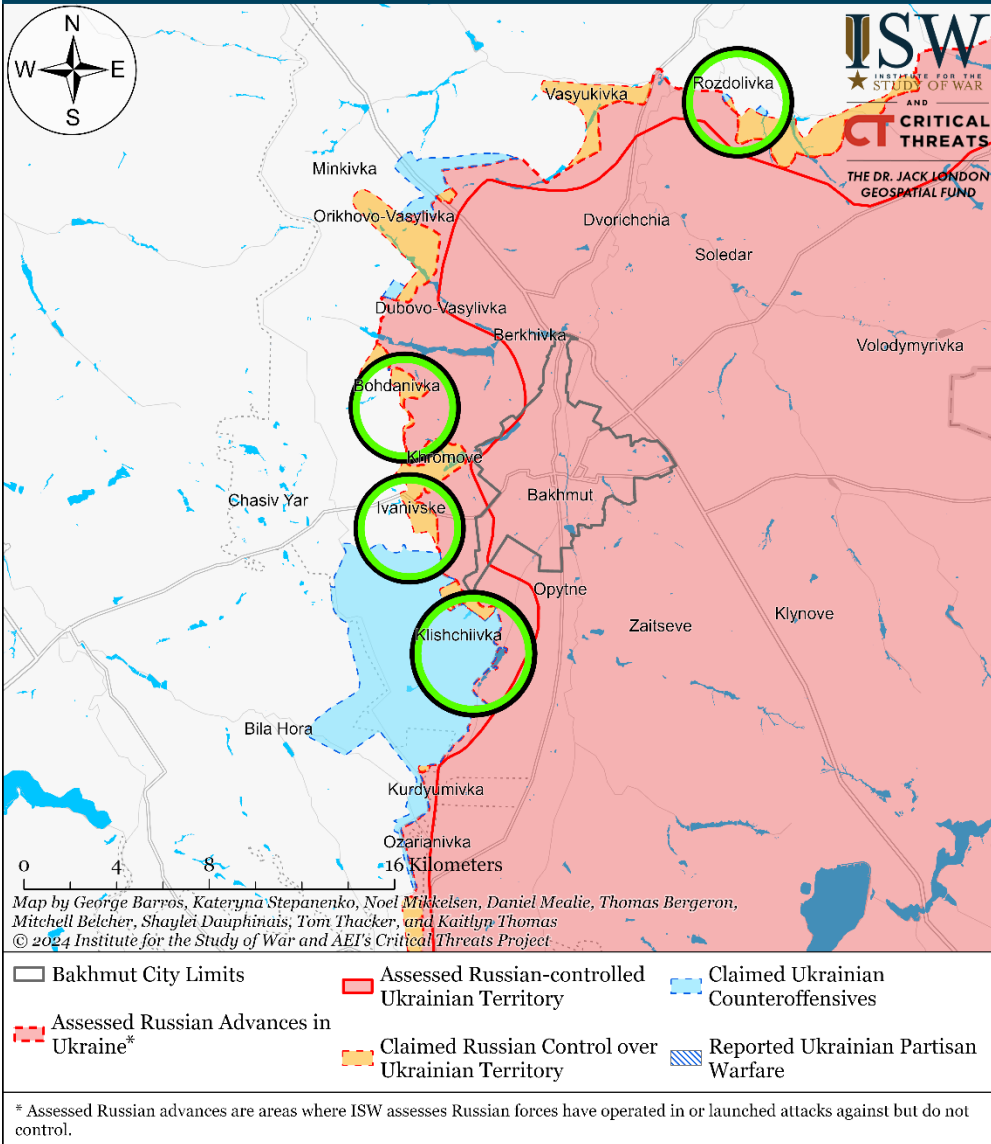 N
W
E
S
ISW
INSTITUTE FOR THE
STUDY OF WAR
AND
CT CRITICAL
THREATS
THE DR. JACK LONDON
GEOSPATIAL FUND
Rozdolivka
Vasyukivka
Minkivka
Orikhovo-Vasylivka
Dvorichchia
Soledar
Dubovo-Vasylivka
Berkhivka
Volodymyrivka
Bohdanivka
Khromove
Chasiv Yar
Ivanivske
Bakhmut
Opytne
Klishchiivka
Zaitseve
Klynove
Bila Hora
Kurdyumivka
Ozarianivka
0 4 8 16 Kilometers
Map by George Barros, Kateryna Stepanenko, Noel Mikkelsen, Daniel Mealie, Thomas Bergeron,
Mitchell Belcher, Shaylei Dauphinais, Tom Thacker, and Kaitlyn Thomas
© 2024 Institute for the Study of War and AEI's Critical Threats Project
Bakhmut City Limits
Assessed Russian Advances in
Ukraine*
Assessed Russian-controlled
Ukrainian Territory
Claimed Russian Control over
Ukrainian Territory
Claimed Ukrainian
Counteroffensives
Reported Ukrainian Partisan
Warfare
* Assessed Russian advances are areas where ISW assesses Russian forces have operated in or launched attacks against but do not
control.